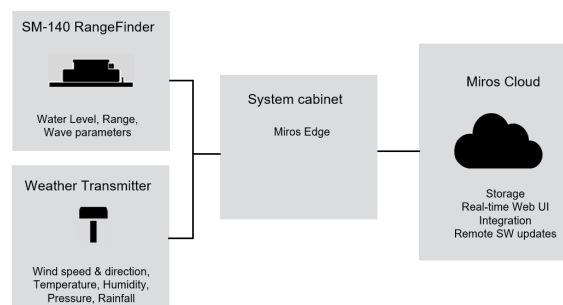 SM-140 RangeFinder
Water Level, Range,
Wave parameters
Weather Transmitter
Wind speed & direction,
Temperature, Humidity,
Pressure, Rainfall
System cabinet
Miros Edge
Miros Cloud
Storage
Real-time Web UI
Integration
Remote SW updates